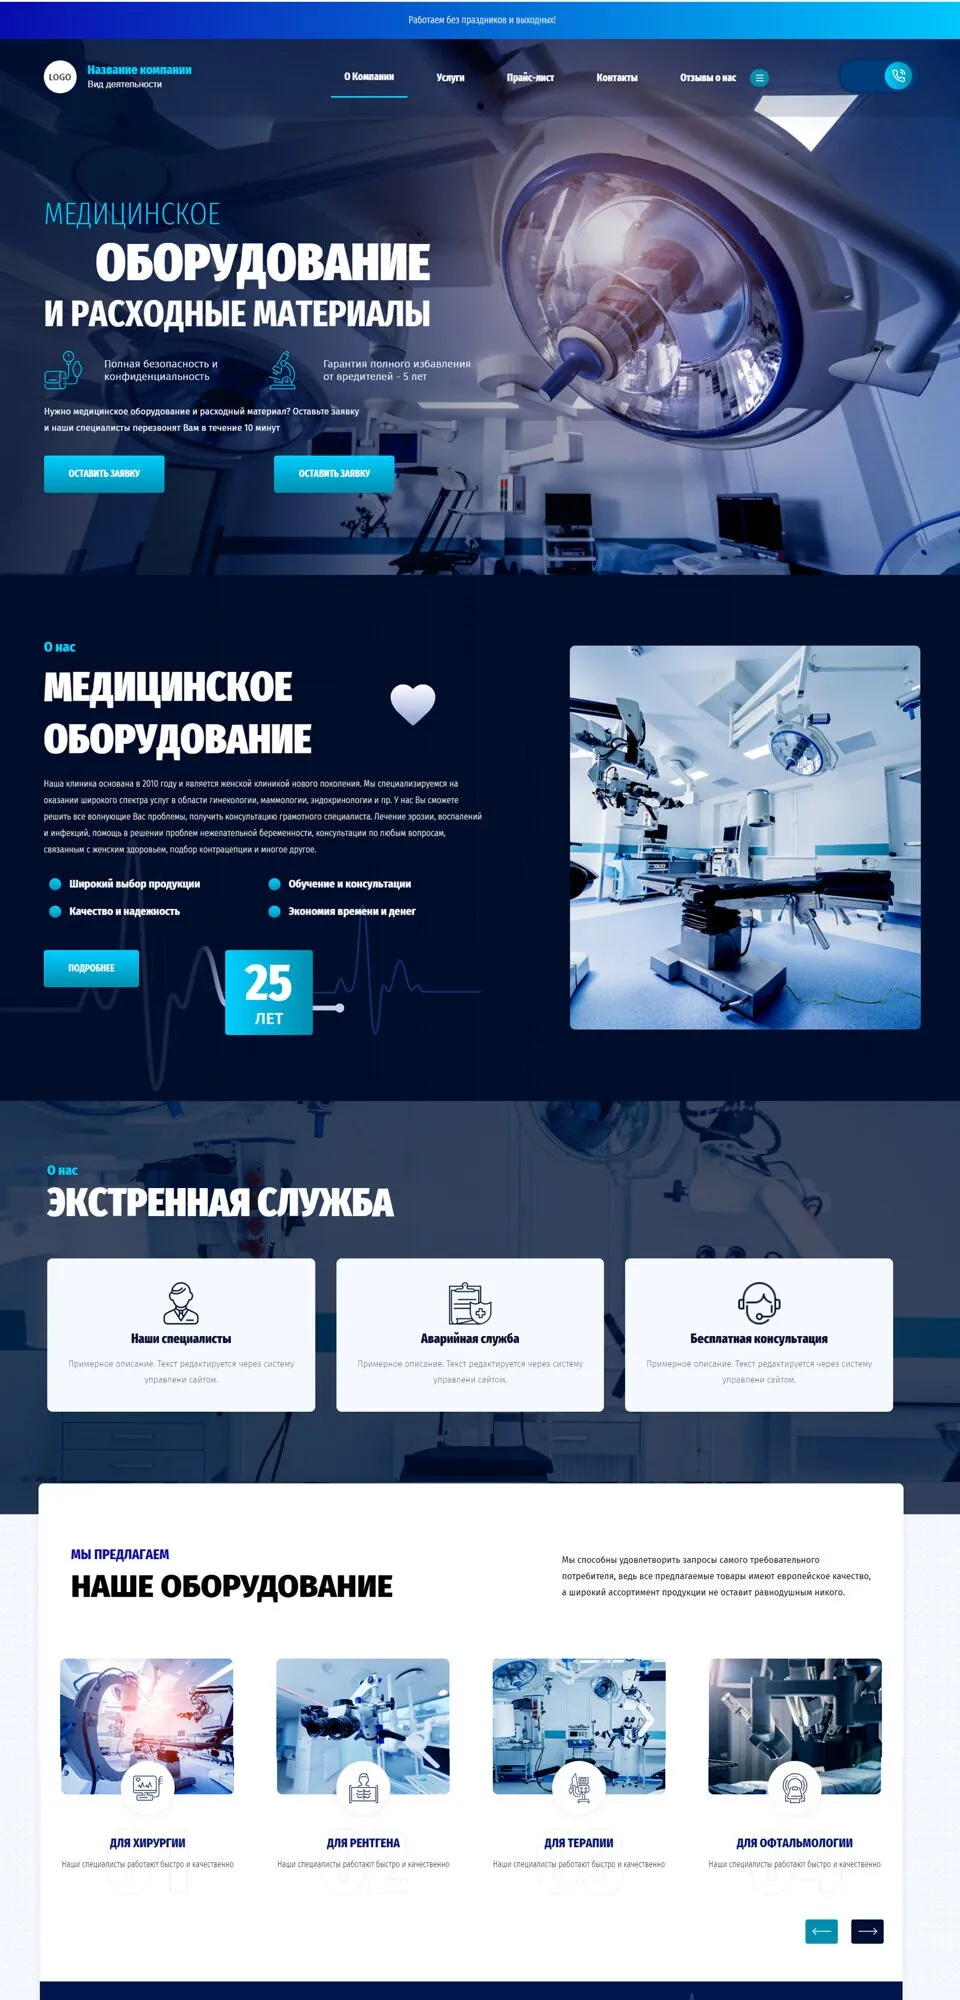 Работаем без праздников и выходных!
LOGO
Название компании
Вид деятельности
О Компании
Услуги
Прайс-лист
Контакты
Отзывы о нас
МЕДИЦИНСКОЕ
ОБОРУДОВАНИЕ
И РАСХОДНЫЕ МАТЕРИАЛЫ
Полная безопасность и
конфиденциальность
Гарантия полного избавления
от вредителей - 5 лет
Нужно медицинское оборудование и расходный материал? Оставьте заявку
и наши специалисты перезвонят Вам в течение 10 минут
ОСТАВИТЬ ЗАЯВКУ
ОСТАВИТЬ ЗАЯВКУ
О нас
МЕДИЦИНСКОЕ
ОБОРУДОВАНИЕ
Наша клиника основана в 2010 году и является женской клиникой нового поколения. Мы специализируемся на
оказании широкого спектра услуг в области гинекологии, маммологии, эндокринологии и пр. У нас Вы сможете
решить все волнующие Вас проблемы, получить консультацию грамотного специалиста. Лечение эрозии, воспалений
и инфекций, помощь в решении проблем нежелательной беременности, консультации по любым вопросам,
связанным с женским здоровьем, подбор контрацепции и многое другое.
Широкий выбор продукции
Обучение и консультации
Качество и надежность
Экономия времени и денег
ПОДРОБНЕЕ
25
ЛЕТ
О нас
ЭКСТРЕННАЯ СЛУЖБА
Наши специалисты
Примерное описание. Текст редактируется через систему
управлени сайтом.
Аварийная служба
Примерное описание. Текст редактируется через систему
управлени сайтом.
Бесплатная консультация
Примерное описание. Текст редактируется через систему
управлени сайтом.
МЫ ПРЕДЛАГАЕМ
НАШЕ ОБОРУДОВАНИЕ
Мы способны удовлетворить запросы самого требовательного
потребителя, ведь все предлагаемые товары имеют европейское качество,
а широкий ассортимент продукции не оставит равнодушным никого.
ДЛЯ ХИРУРГИИ
Наши специалисты работают быстро и качественно
01
ДЛЯ РЕНТГЕНА
Наши специалисты работают быстро и качественно
02
ДЛЯ ТЕРАПИИ
Наши специалисты работают быстро и качественно
03
ДЛЯ ОФТАЛЬМОЛОГИИ
Наши специалисты работают быстро и качественно
04